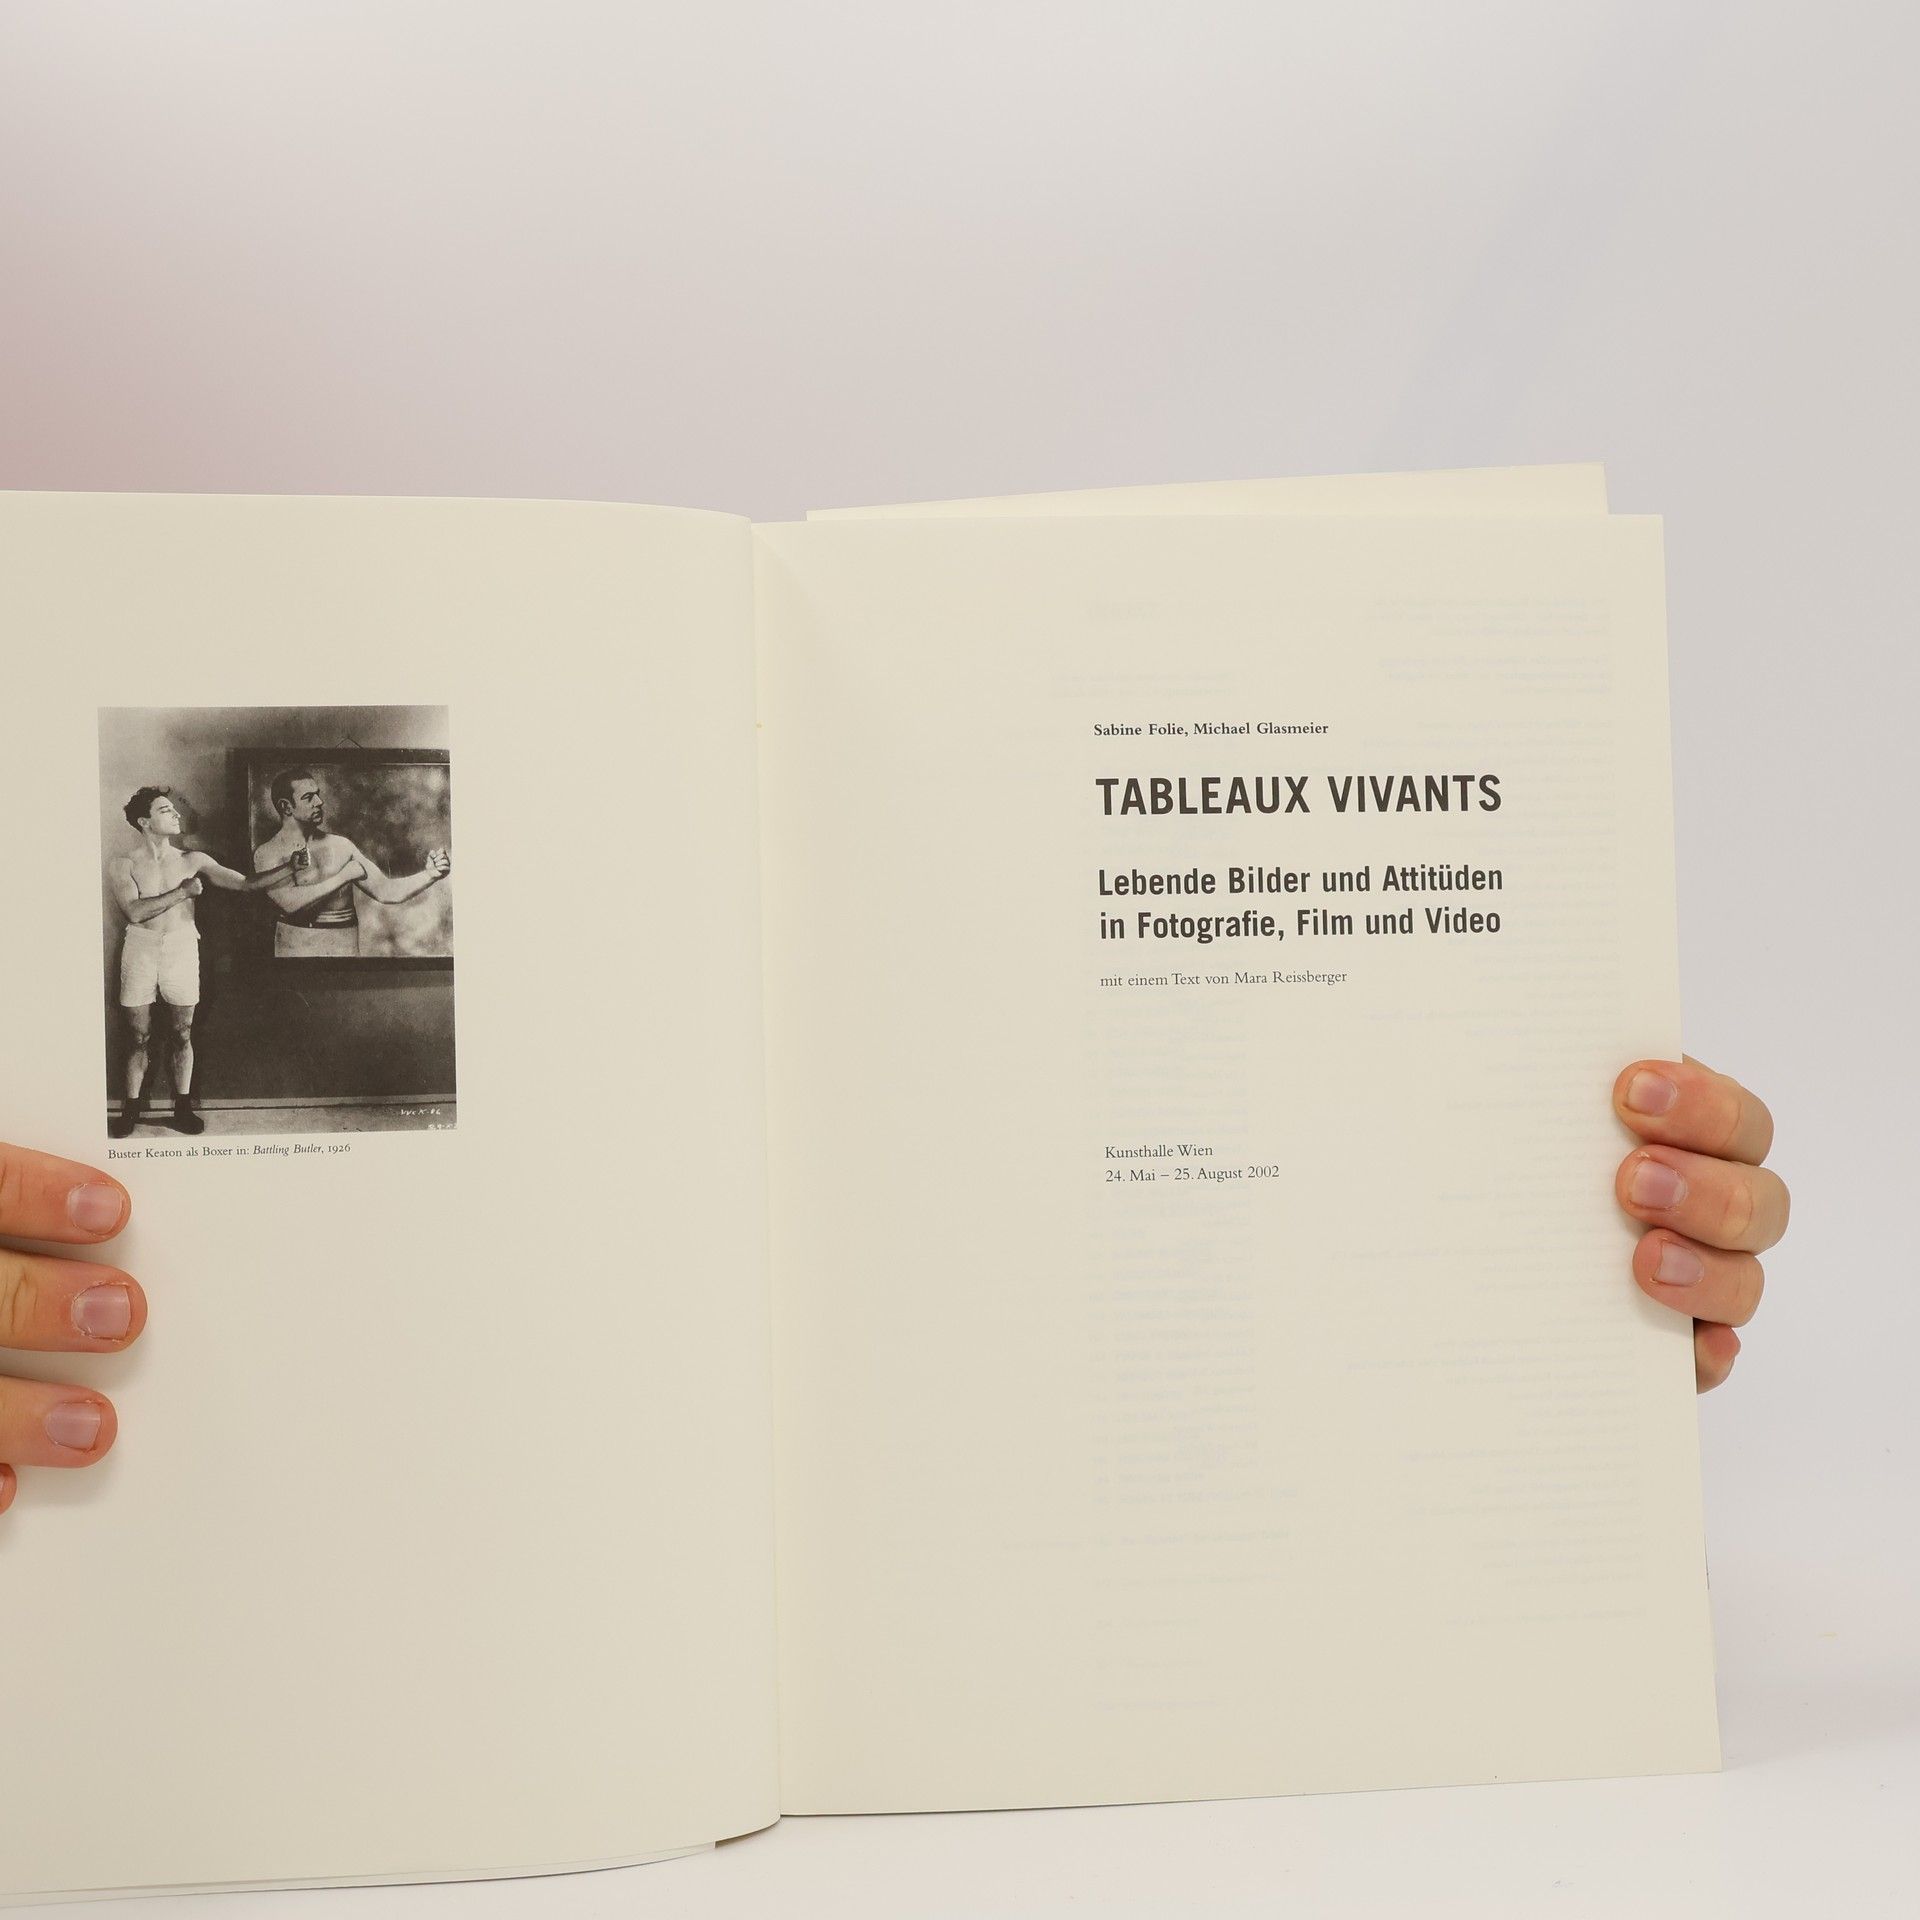 Buster Keaton als Boxer in: Battling Butler, 1926
Sabine Folie, Michael Glasmeier
TABLEAUX VIVANTS
Lebende Bilder und Attitüden
in Fotografie, Film und Video
mit einem Text von Mara Reissberger
Kunsthalle Wien
24. Mai – 25. August 2002